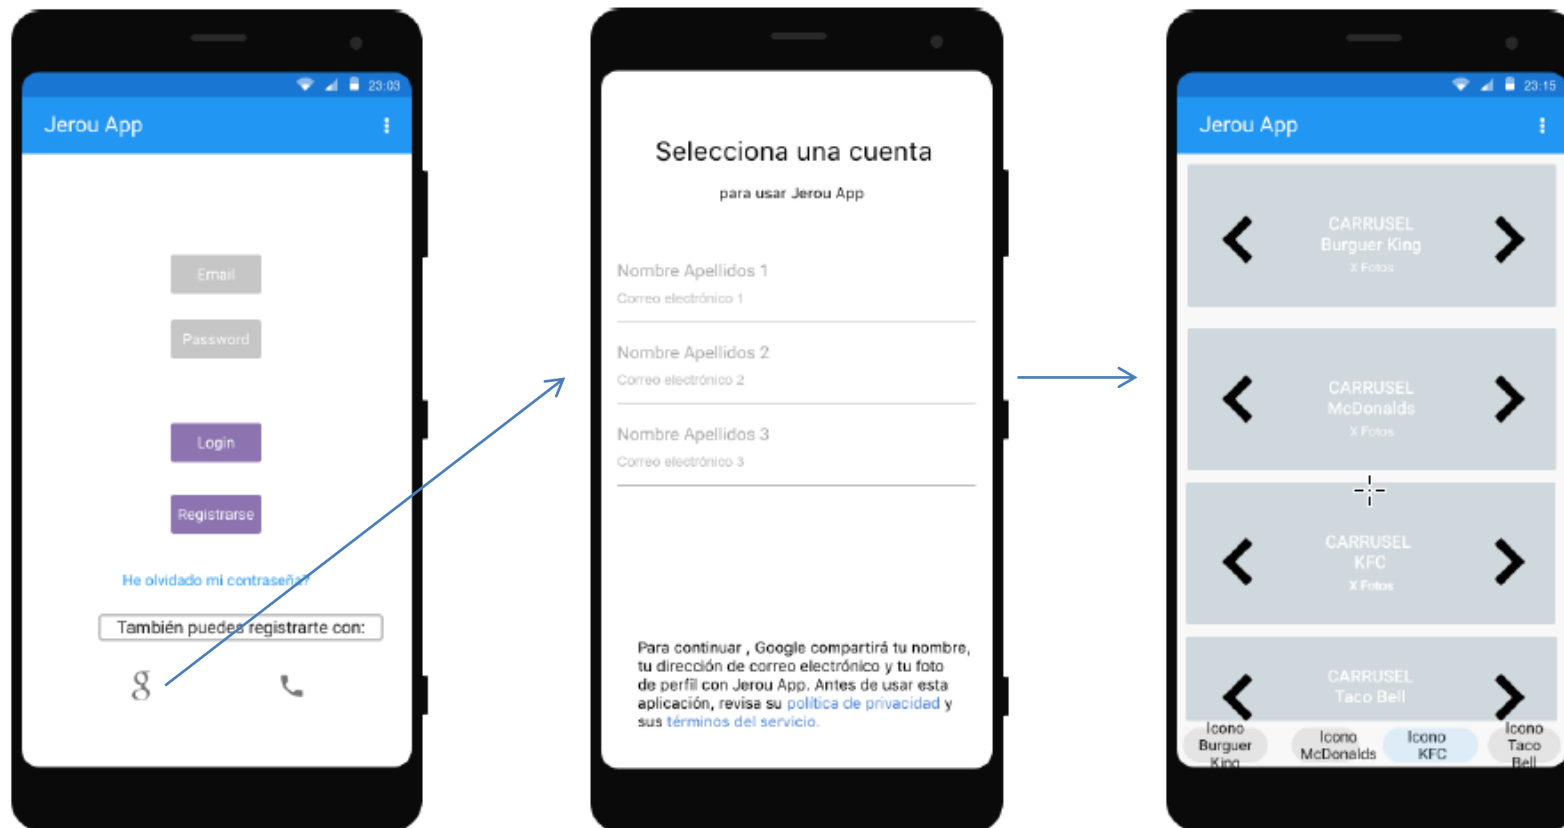 23:03
Jerou App
Email
Password
Login
Registrarse
He olvidado mi contraseña?
También puedes registrarte con:
g
Selecciona una cuenta
para usar Jerou App
Nombre Apellidos 1
Correo electrónico 1
Nombre Apellidos 2
Correo electrónico 2
Nombre Apellidos 3
Correo electrónico 3
Para continuar , Google compartirá tu nombre,
tu dirección de correo electrónico y tu foto
de perfil con Jerou App. Antes de usar esta
aplicación, revisa su política de privacidad y
sus términos del servicio.
23:15
Jerou App
CARRUSEL
Burguer King
X Fotos
CARRUSEL
McDonalds
X Fotos
CARRUSEL
KFC
X Fotos
CARRUSEL
Taco Bell
Icono
Burguer
King
Icono
McDonalds
Icono
KFC
Icono
Taco
Bell